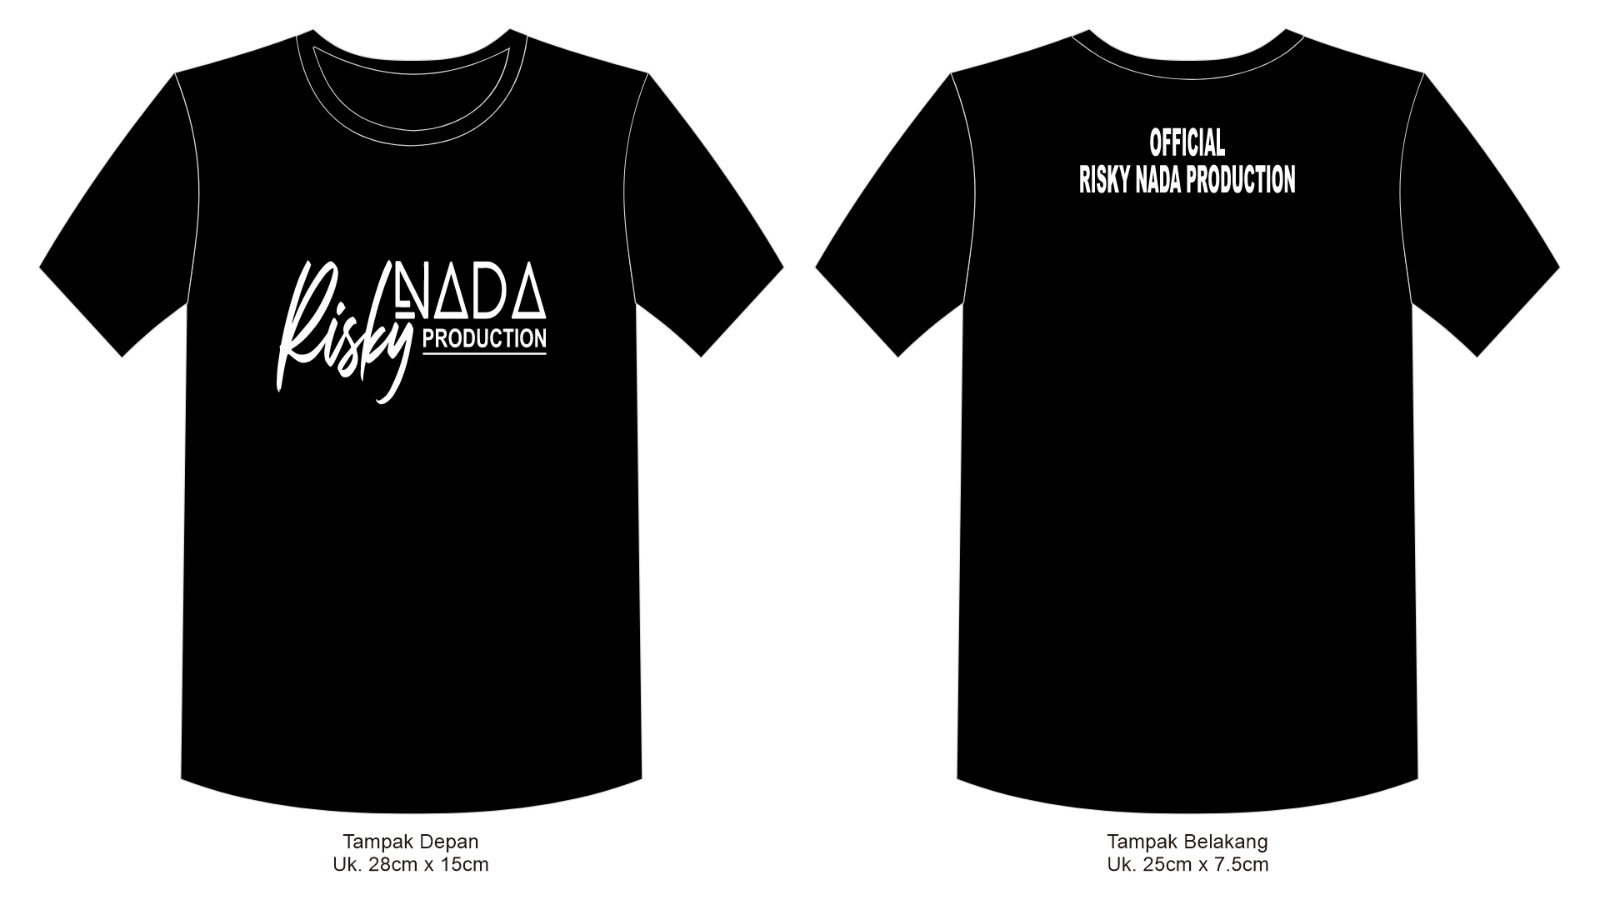 Risky NADA
PRODUCTION
OFFICIAL
RISKY NADA PRODUCTION
Tampak Depan
Uk. 28cm x 15cm
Tampak Belakang
Uk. 25cm x 7.5cm